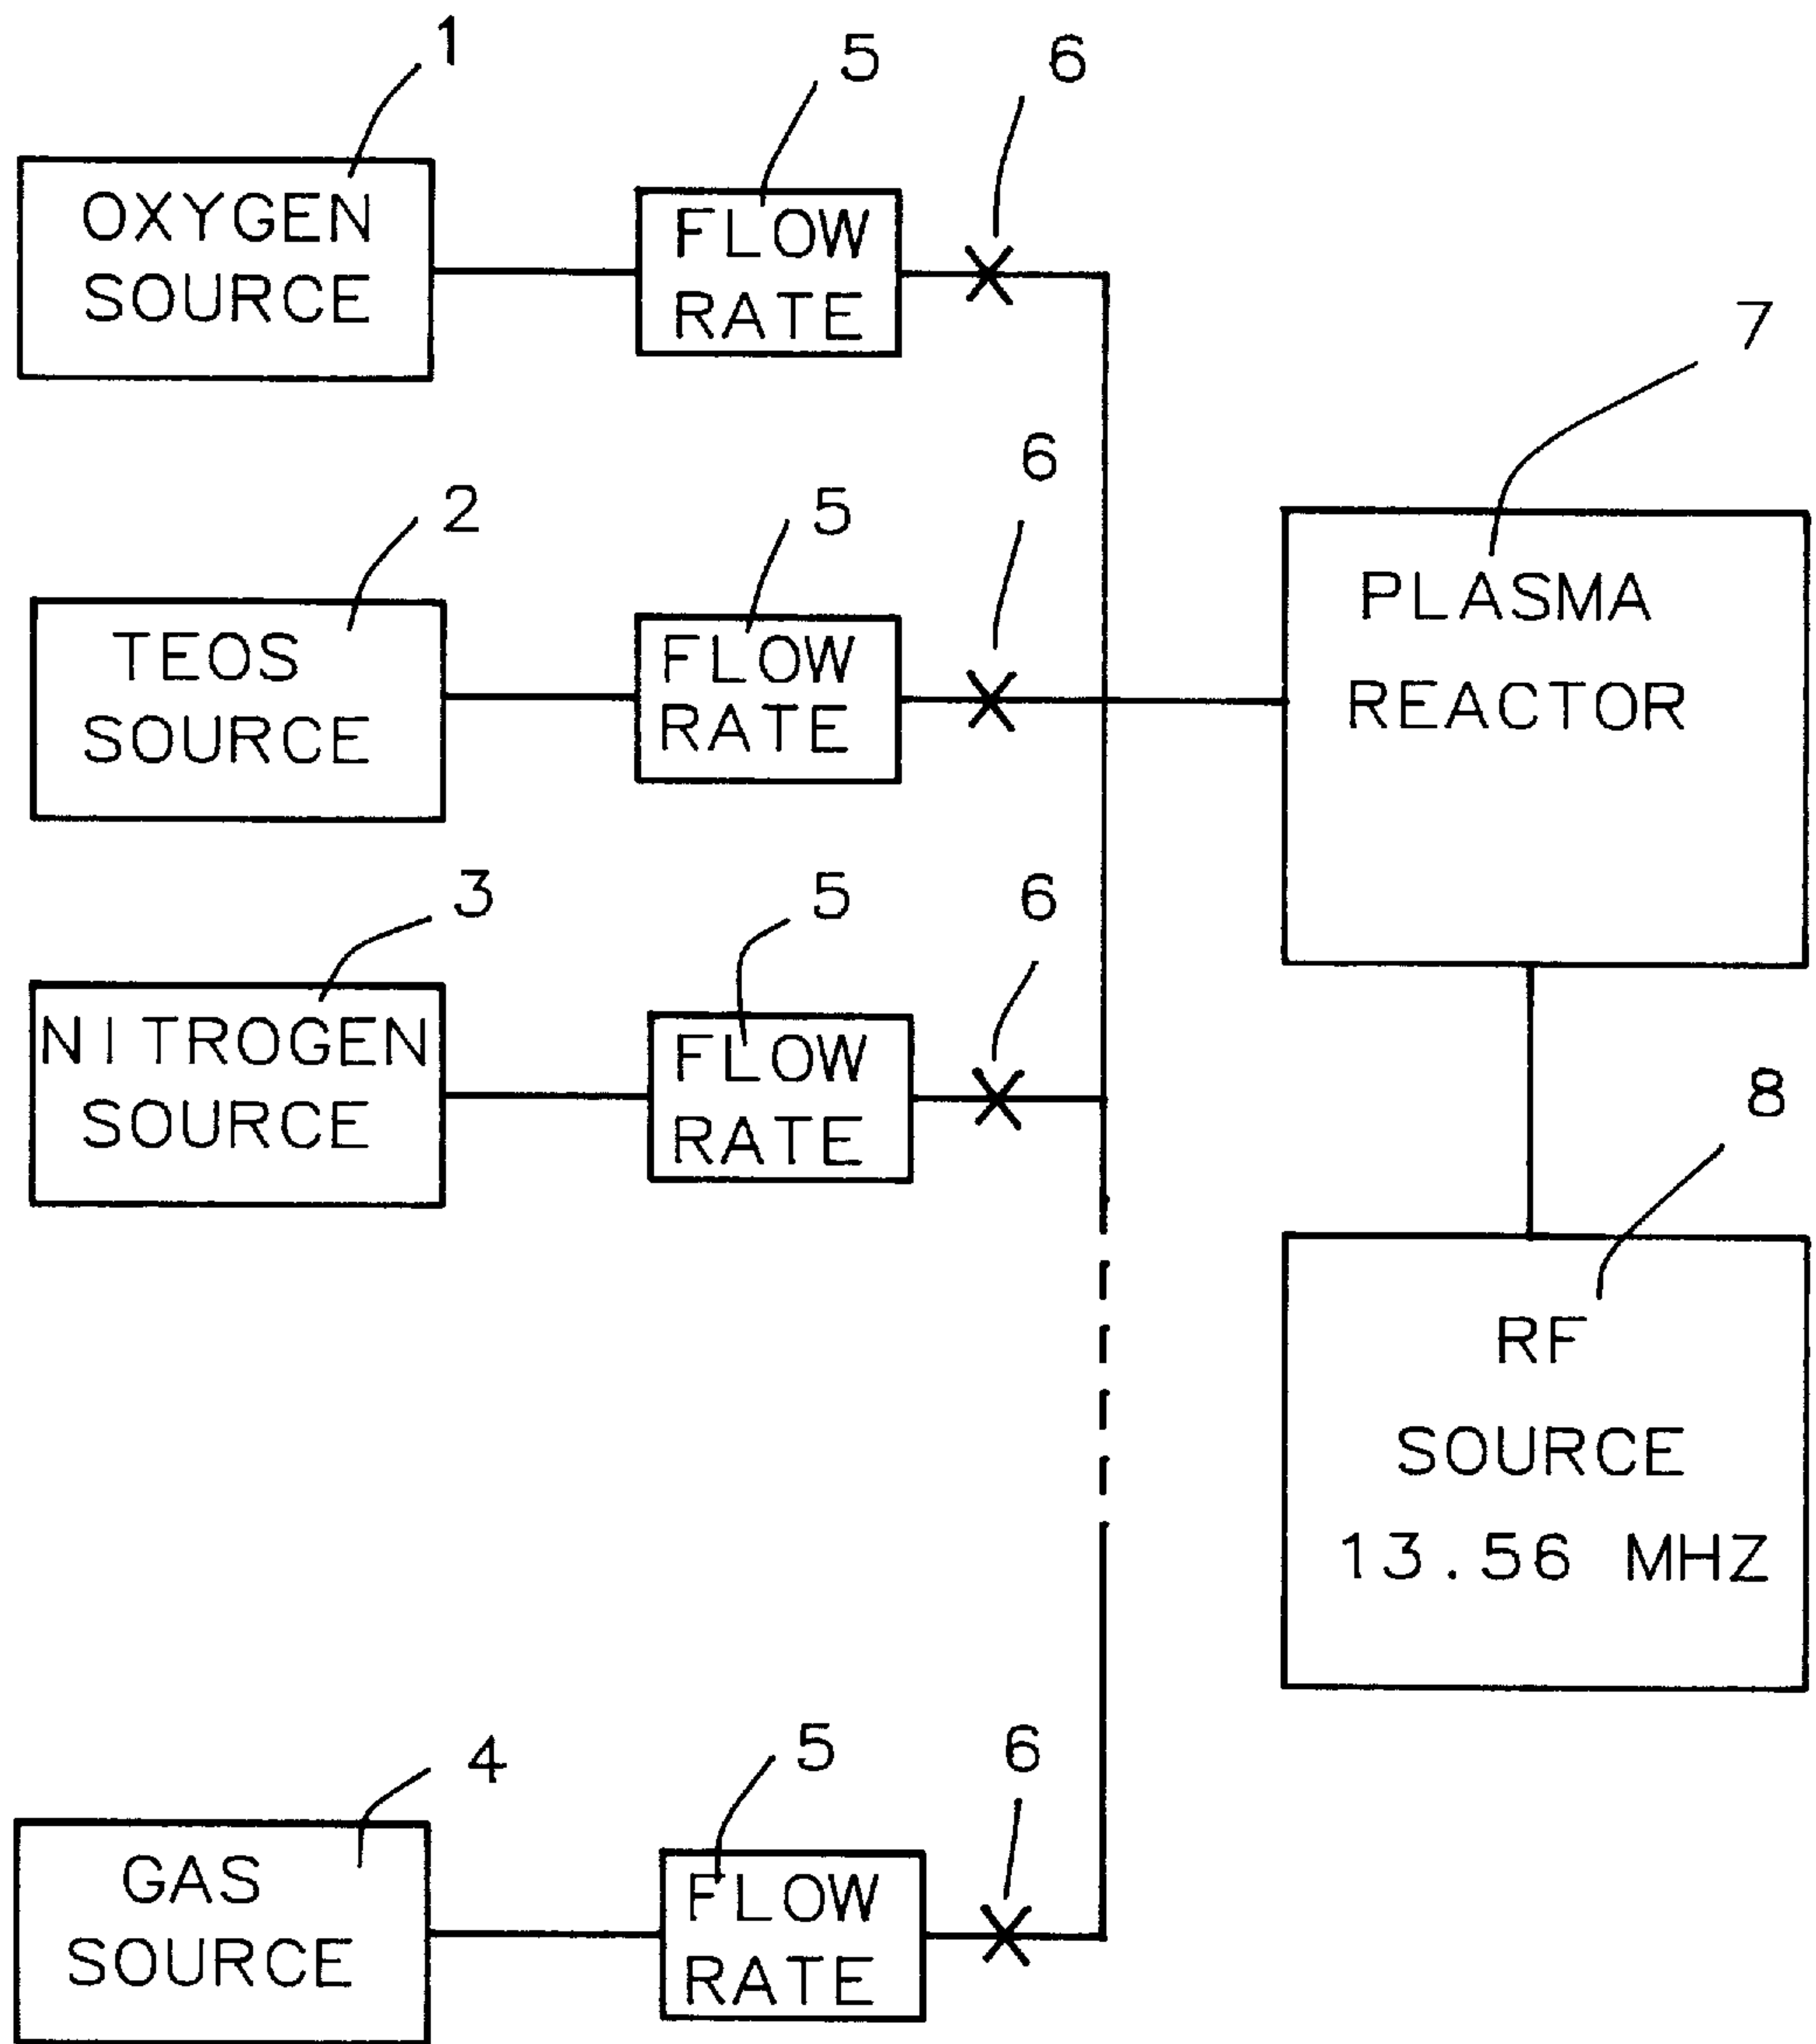 1
5
6
OXYGEN
SOURCE
FLOW
RATE
7
2
5
6
TEOS
SOURCE
FLOW
RATE
PLASMA
REACTOR
3
5
6
NITROGEN
SOURCE
FLOW
RATE
8
RF
SOURCE
13.56 MHZ
4
5
6
GAS
SOURCE
FLOW
RATE